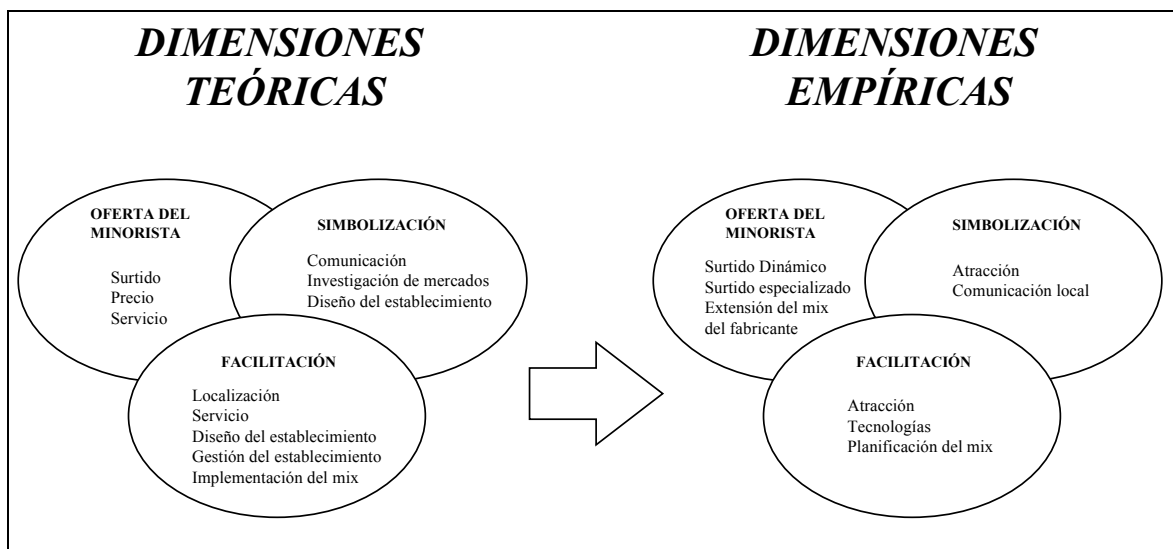 DIMENSIONES
TEÓRICAS
OFERTA DEL
MINORISTA
Surtido
Precio
Servicio
SIMBOLIZACIÓN
Comunicación
Investigación de mercados
Diseño del establecimiento
FACILITACIÓN
Localización
Servicio
Diseño del establecimiento
Gestión del establecimiento
Implementación del mix
DIMENSIONES
EMPÍRICAS
OFERTA DEL
MINORISTA
Surtido Dinámico
Surtido especializado
Extensión del mix
del fabricante
SIMBOLIZACIÓN
Atracción
Comunicación local
FACILITACIÓN
Atracción
Tecnologías
Planificación del mix